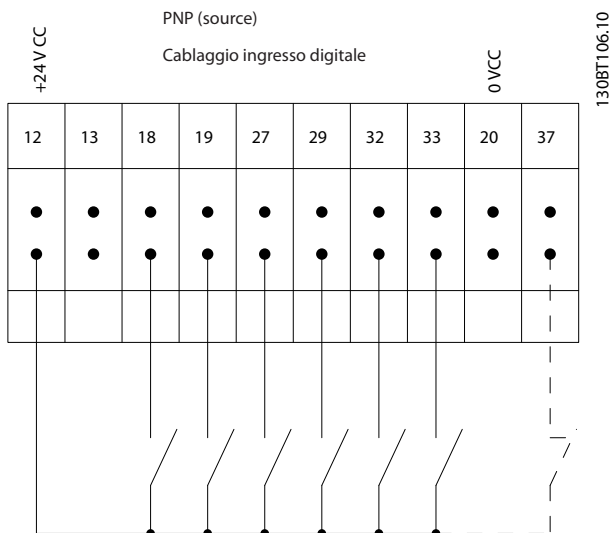 PNP (source)
Cablaggio ingresso digitale
+24 V CC
0 VCC
130BT106.10
12 13 18 19 27 29 32 33 20 37